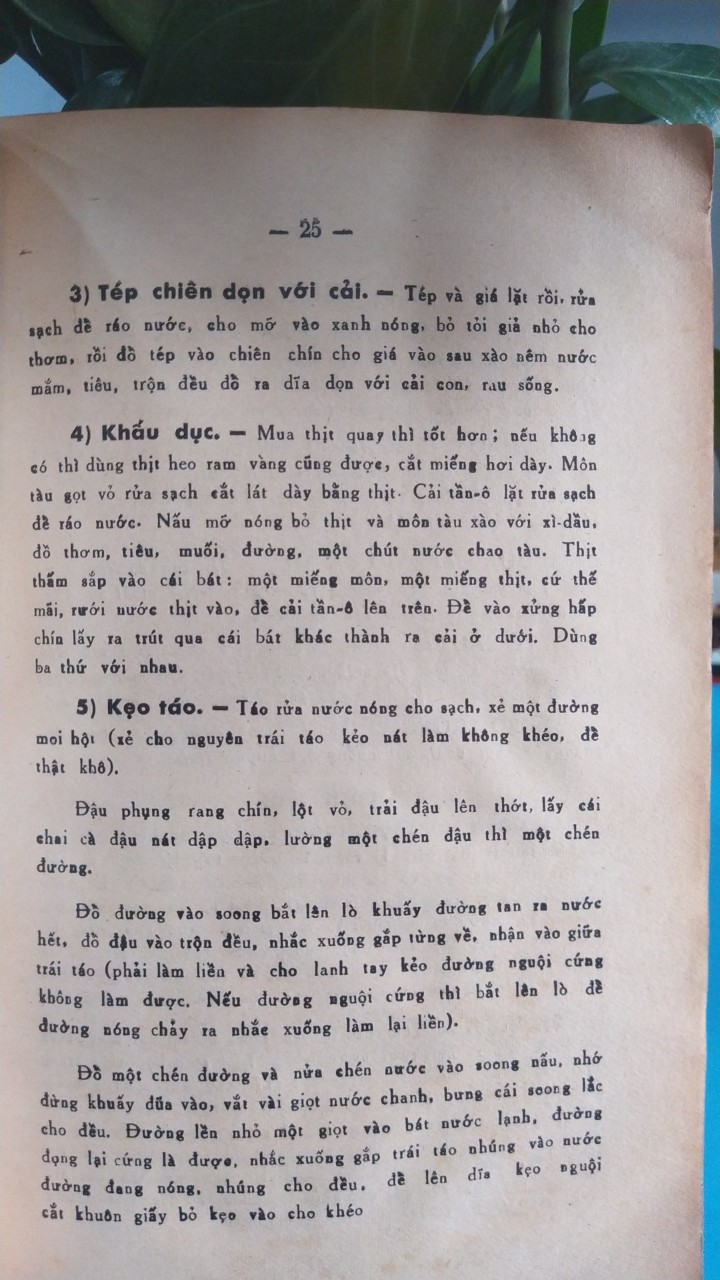 — 25 —
3) Tép chiên dọn với cải. — Tép và giá lặt rồi, rửa
sạch để ráo nước, cho mỡ vào xanh nóng, bỏ tỏi giã nhỏ cho
thơm, rồi đổ tép vào chiên chín cho giá vào sau xào nêm nước
mắm, tiêu, trộn đều đổ ra dĩa dọn với cải con, rau sống.
4) Khấu dục. — Mua thịt quay thì tốt hơn ; nếu không
có thì dùng thịt heo ram vàng cũng được, cắt miếng hơi dày. Môn
tàu gọt vỏ rửa sạch cắt lát dày bằng thịt. Cải tần-ô lặt rửa sạch
để ráo nước. Nấu mỡ nóng bỏ thịt và môn tàu xào với xì-dầu,
đồ thơm, tiêu, muối, đường, một chút nước chao tàu. Thịt
thấm sắp vào cái bát : một miếng môn, một miếng thịt, cứ thế
mãi, rưới nước thịt vào, để cải tần-ô lên trên. Để vào xửng hấp
chín lấy ra trút qua cái bát khác thành ra cải ở dưới. Dùng
ba thứ với nhau.
5) Kẹo táo. — Táo rửa nước nóng cho sạch, xẻ một đường
moi hột (xẻ cho nguyên trái táo kẻo nát làm không khéo, để
thật khô).
Đậu phụng rang chín, lột vỏ, trải đậu lên thớt, lấy cái
chai cà đậu nát dập dập, lường một chén đậu thì một chén
đường.
Đổ đường vào soong bắt lên lò khuấy đường tan ra nước
hết, đổ đậu vào trộn đều, nhắc xuống gắp từng vê, nhận vào giữa
trái táo (phải làm liền và cho lanh tay kẻo đường nguội cứng
không làm được. Nếu đường nguội cứng thì bắt lên lò để
đường nóng chảy ra nhắc xuống làm lại liền).
Đổ một chén đường và nửa chén nước vào soong nấu, nhớ
đừng khuấy đũa vào, vắt vài giọt nước chanh, bưng cái soong lắc
cho đều. Đường lền nhỏ một giọt vào bát nước lạnh, đường
đọng lại cứng là được, nhắc xuống gắp trái táo nhúng vào nước
đường đang nóng, nhúng cho đều, để lên dĩa kẹo nguội
cắt khuôn giấy bỏ kẹo vào cho khéo